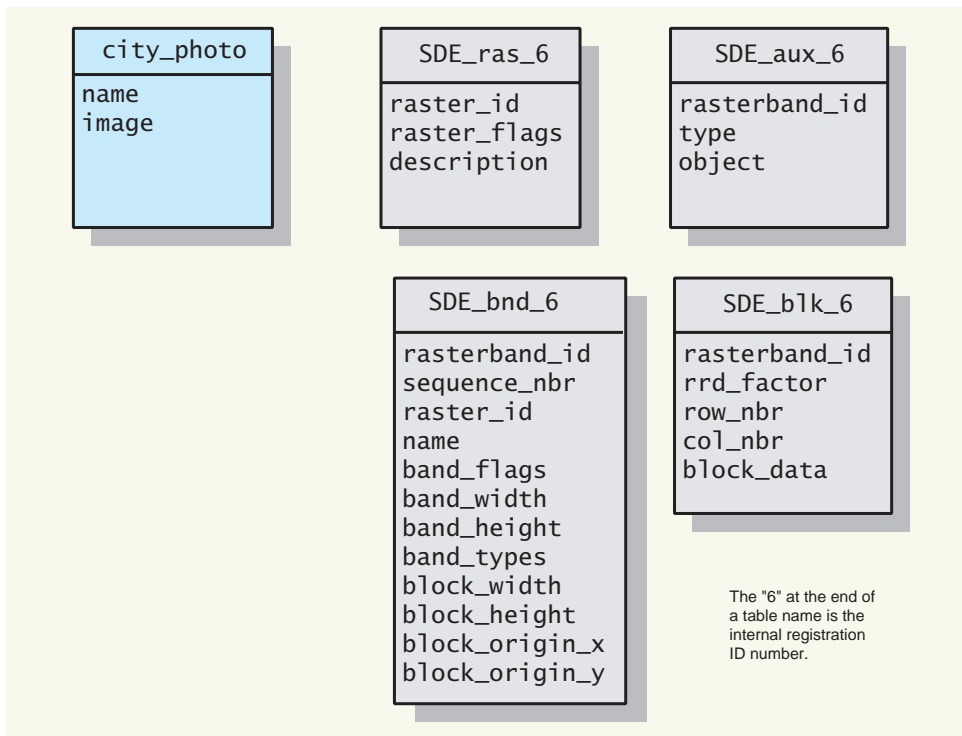 city_photo
name
image
SDE_ras_6
raster_id
raster_flags
description
SDE_aux_6
rasterband_id
type
object
SDE_bnd_6
rasterband_id
sequence_nbr
raster_id
name
band_flags
band_width
band_height
band_types
block_width
block_height
block_origin_x
block_origin_y
SDE_blk_6
rasterband_id
rrd_factor
row_nbr
col_nbr
block_data
The "6" at the end of
a table name is the
internal registration
ID number.